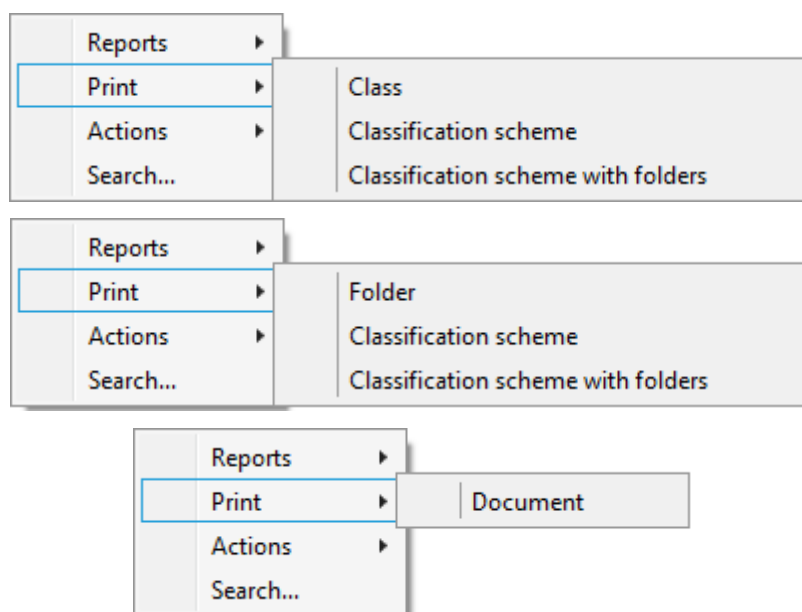 Reports
Print
Class
Actions
Classification scheme
Search...
Classification scheme with folders
Reports
Print
Folder
Actions
Classification scheme
Search...
Classification scheme with folders
Reports
Print
Document
Actions
Search...